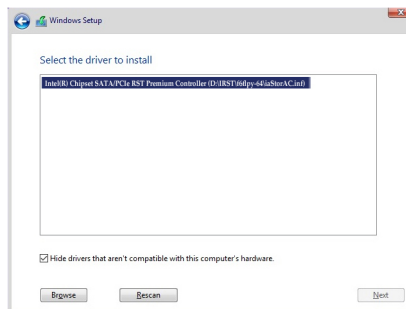 Windows Setup
Select the driver to install
Intel(R) Chipset SATA/PCIe RST Premium Controller (D:\IRST\f6flpy-64\iaStorAC.inf)
Hide drivers that aren't compatible with this computer's hardware.
Browse
Rescan
Next